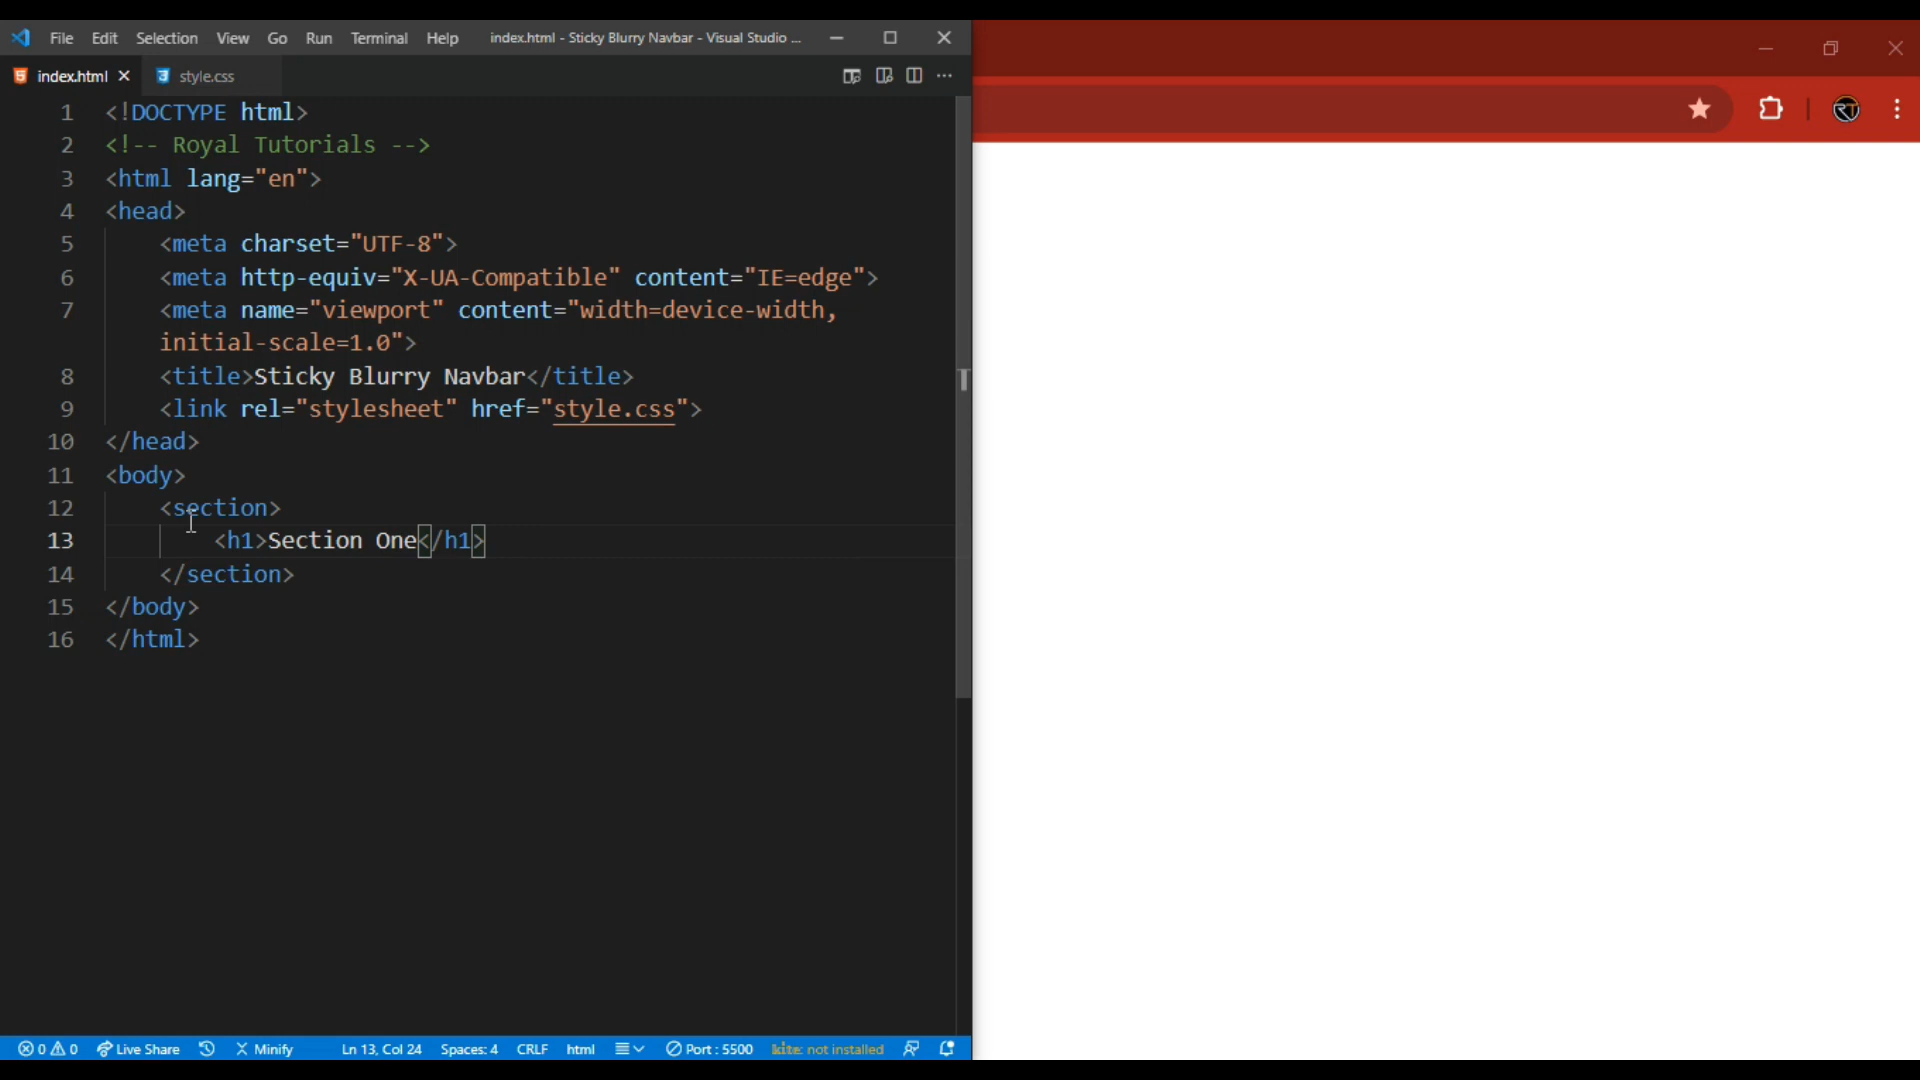 File Edit Selection View Go Run Terminal Help index.html - Sticky Blurry Navbar - Visual Studio ...
index.html style.css
1 <!DOCTYPE html>
2 <!-- Royal Tutorials -->
3 <html lang="en">
4 <head>
5 <meta charset="UTF-8">
6 <meta http-equiv="X-UA-Compatible" content="IE=edge">
7 <meta name="viewport" content="width=device-width,
initial-scale=1.0">
8 <title>Sticky Blurry Navbar</title>
9 <link rel="stylesheet" href="style.css">
10 </head>
11 <body>
12 <section>
13 <h1>Section One</h1>
14 </section>
15 </body>
16 </html>
0 0 Live Share Minify Ln 13, Col 24 Spaces: 4 CRLF html Port : 5500 kite: not installed
RT